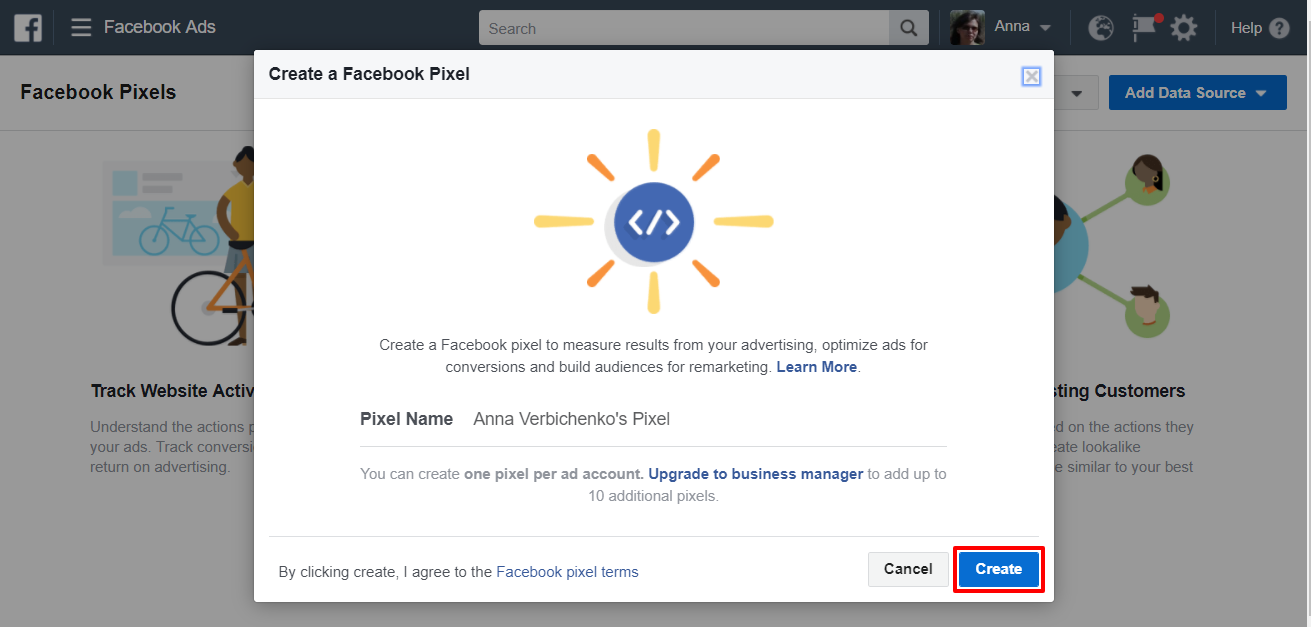 f
Facebook Ads
Search
Anna
Help ?
Create a Facebook Pixel
Facebook Pixels
Add Data Source
</>
Create a Facebook pixel to measure results from your advertising, optimize ads for
conversions and build audiences for remarketing. Learn More.
Track Website Activ
sting Customers
Understand the actions p
your ads. Track conversi
return on advertising.
d on the actions they
eate lookalike
e similar to your best
Pixel Name Anna Verbichenko's Pixel
You can create one pixel per ad account. Upgrade to business manager to add up to
10 additional pixels.
By clicking create, I agree to the Facebook pixel terms
Cancel
Create